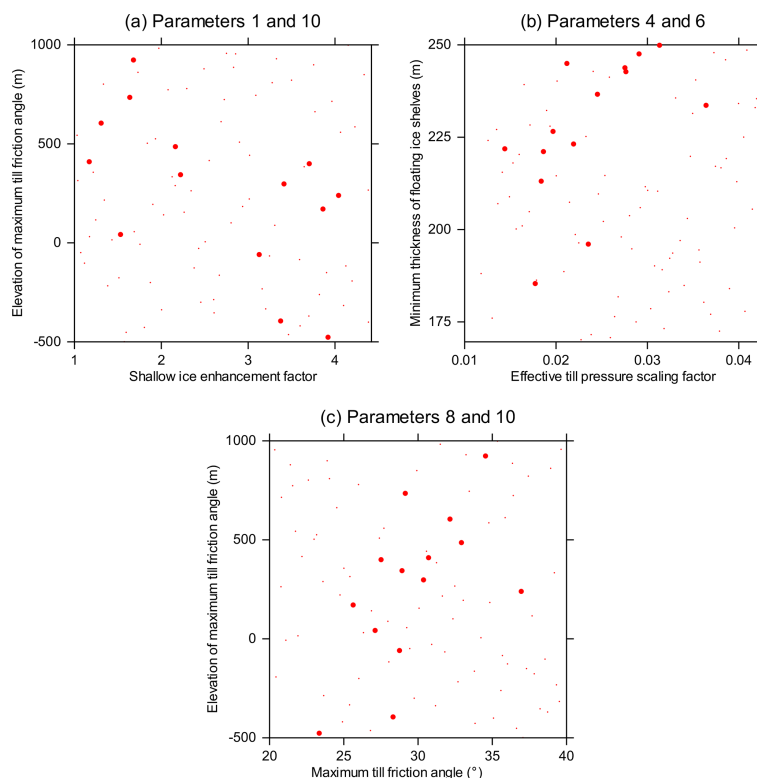 (a) Parameters 1 and 10
Elevation of maximum till friction angle (m)
1000
500
0
-500
1 2 3 4
Shallow ice enhancement factor
(b) Parameters 4 and 6
Minimum thickness of floating ice shelves (m)
250
225
200
175
0.01 0.02 0.03 0.04
Effective till pressure scaling factor
(c) Parameters 8 and 10
Elevation of maximum till friction angle (m)
1000
500
0
-500
20 25 30 35 40
Maximum till friction angle (°)